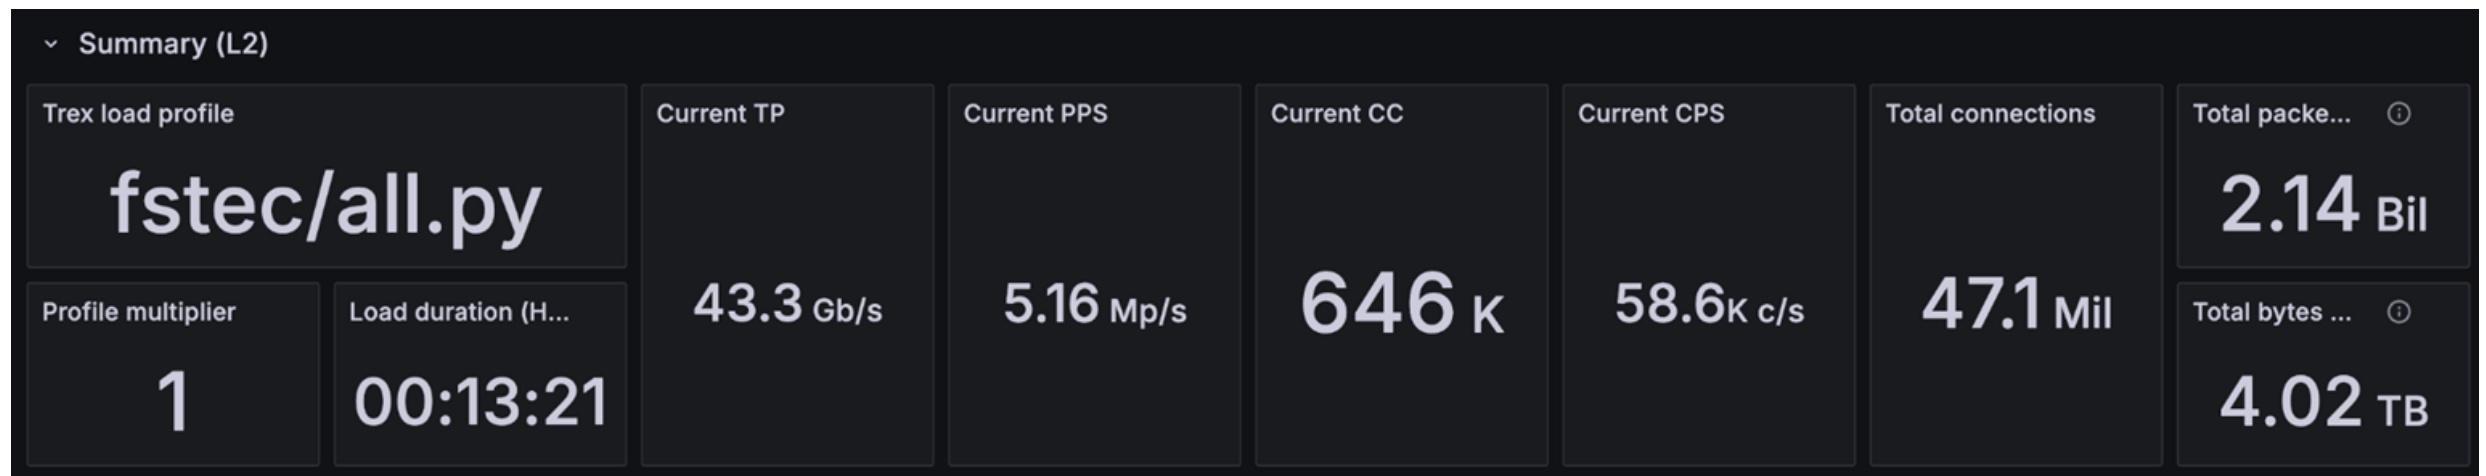 Summary (L2)
Trex load profile
fstec/all.py
Profile multiplier
1
Load duration (H...
00:13:21
Current TP
43.3 Gb/s
Current PPS
5.16 Mp/s
Current CC
646 K
Current CPS
58.6K c/s
Total connections
47.1 Mil
Total packe...
2.14 Bil
Total bytes ...
4.02 TB